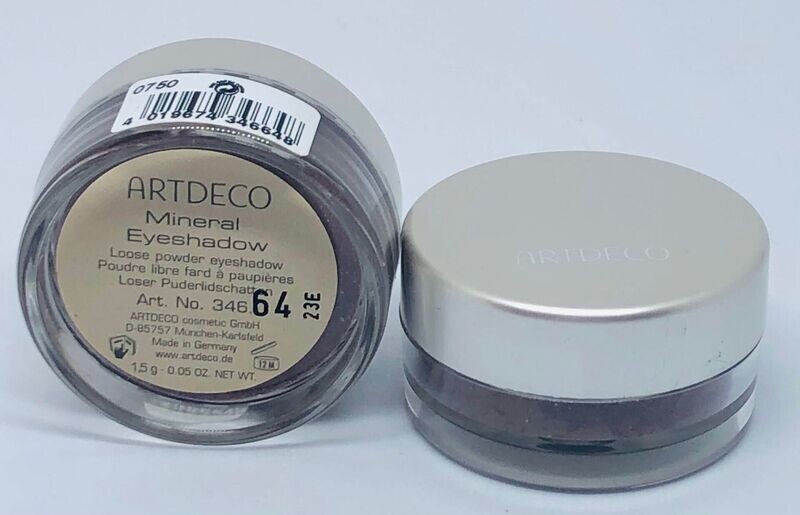 0750
4 019674 346648
ARTDECO
Mineral
Eyeshadow
Loose powder eyeshadow
Poudre libre fard à paupières
Loser Puderlidschatten
Art. No. 346.64
23E
ARTDECO cosmetic GmbH
D-85757 München-Karlsfeld
Made in Germany
www.artdeco.de
12M
1,5 g - 0.05 OZ. NET WT.
ARTDECO